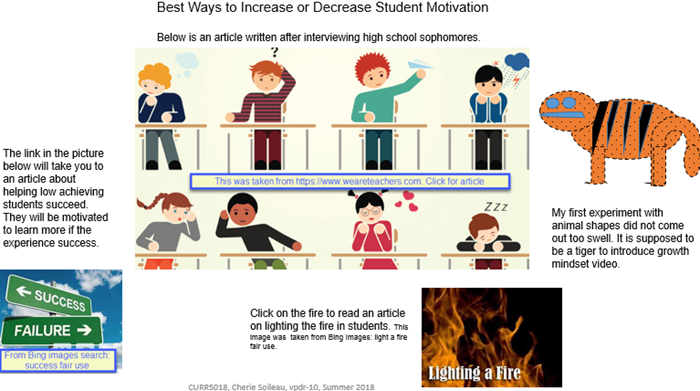 Best Ways to Increase or Decrease Student Motivation
Below is an article written after interviewing high school sophomores.
?
This was taken from https://www.weareteachers.com. Click for article
zzz
The link in the picture
below will take you to
an article about
helping low achieving
students succeed.
They will be motivated
to learn more if the
experience success.
SUCCESS
FAILURE
From Bing images search:
success fair use
My first experiment with
animal shapes did not come
out too swell. It is supposed to
be a tiger to introduce growth
mindset video.
Click on the fire to read an article
on lighting the fire in students. This
image was taken from Bing images: light a fire
fair use.
Lighting a Fire
CURR5018, Cherie Soileau, vpdr-10, Summer 2018